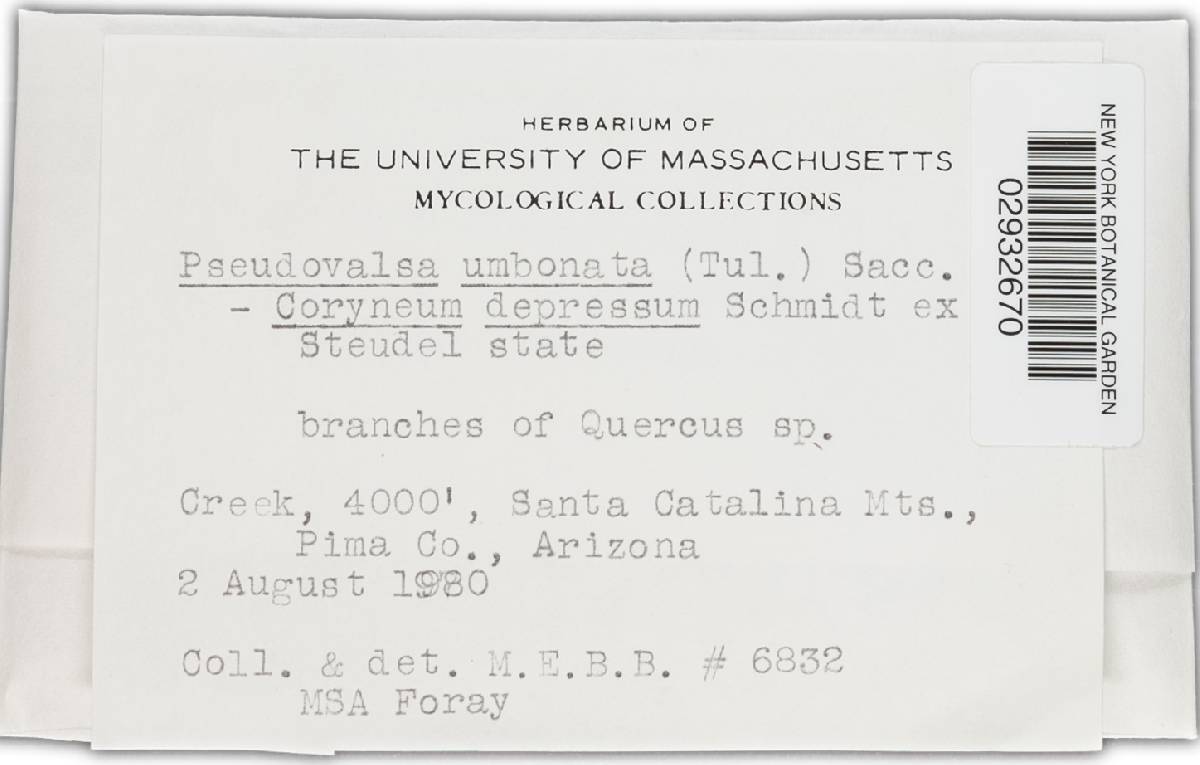 HERBARIUM OF
THE UNIVERSITY OF MASSACHUSETTS
MYCOLOGICAL COLLECTIONS
Pseudovalsa umbonata (Tul.) Sacc.
- Coryneum depressum Schmidt ex
Steudel state
branches of Quercus sp.
Creek, 4000', Santa Catalina Mts.,
Pima Co., Arizona
2 August 1980
Coll. & det. M.E.B.B. # 6832
MSA Foray
NEW YORK BOTANICAL GARDEN
02932670